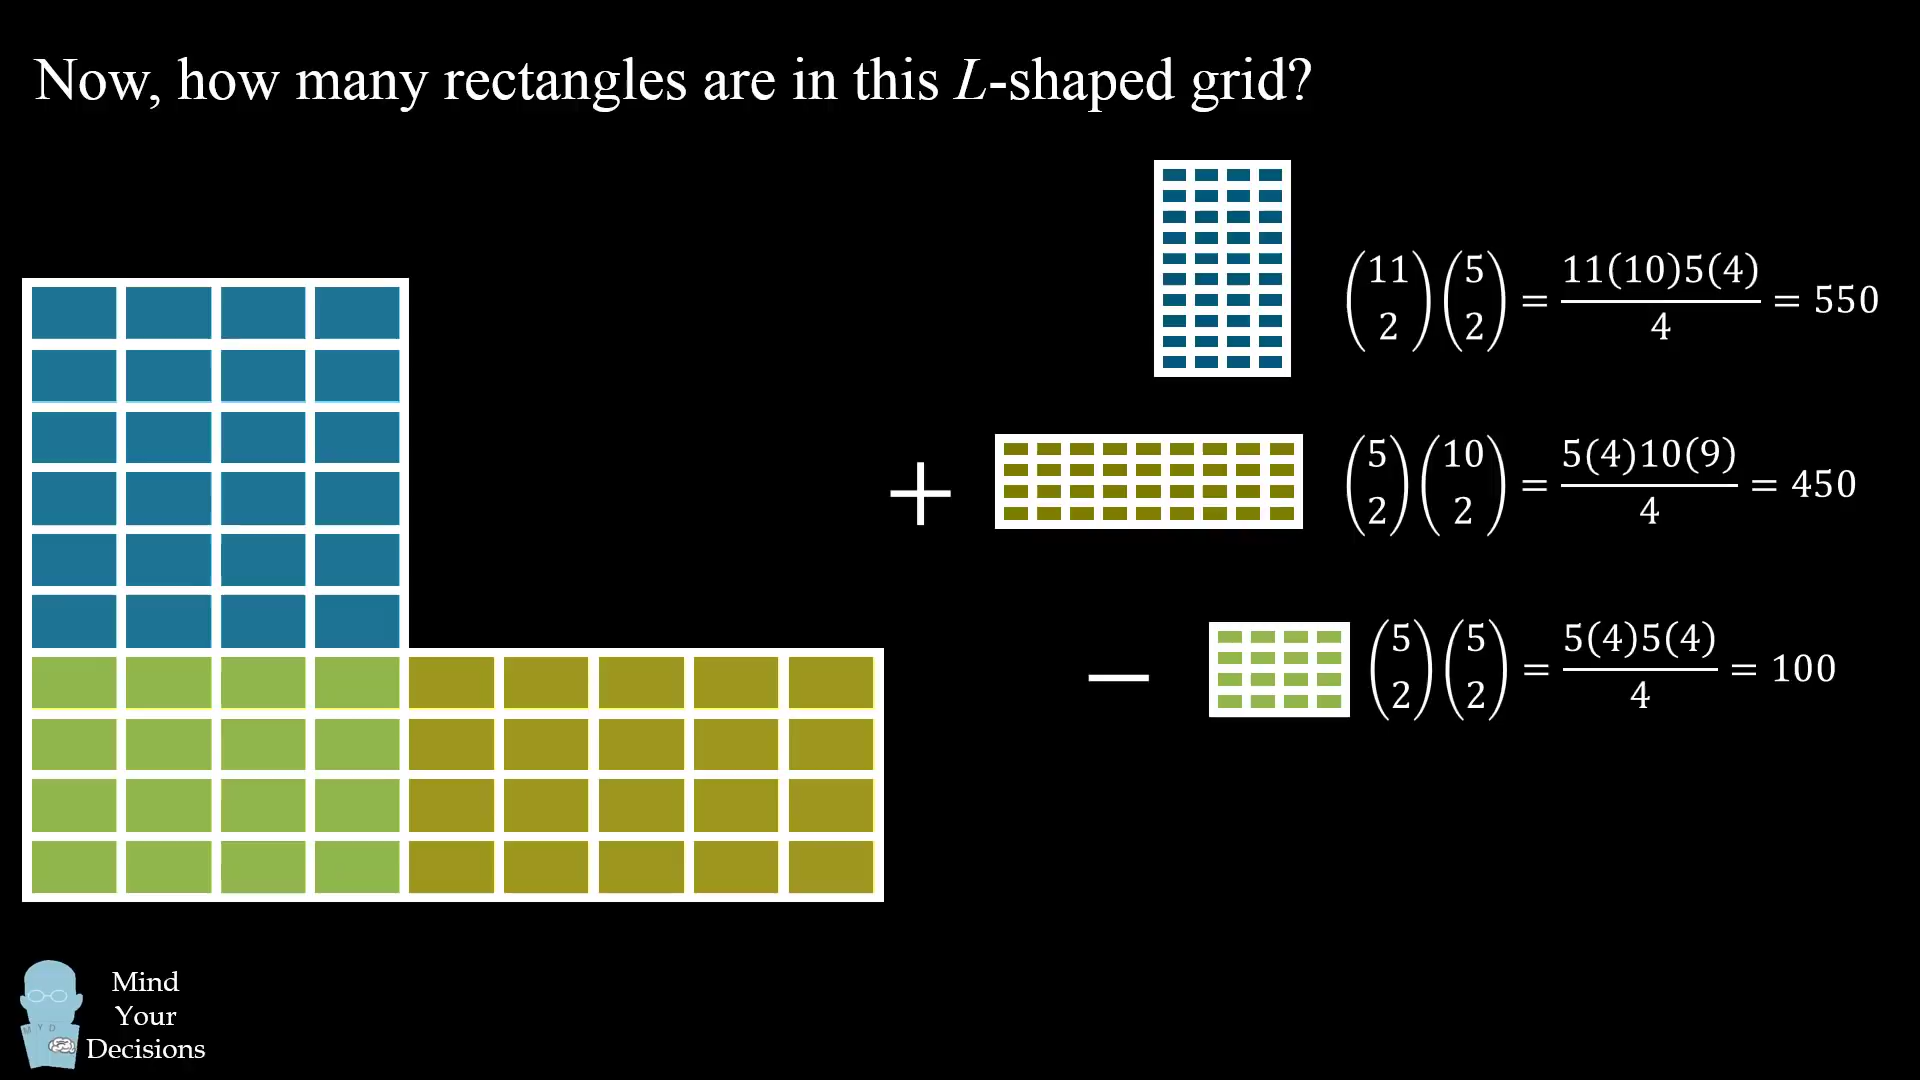 Now, how many rectangles are in this L-shaped grid?
(11 2)(5 2) = 11(10)5(4)/4 = 550
+ (5 2)(10 2) = 5(4)10(9)/4 = 450
− (5 2)(5 2) = 5(4)5(4)/4 = 100
M Y D
Mind
Your
Decisions